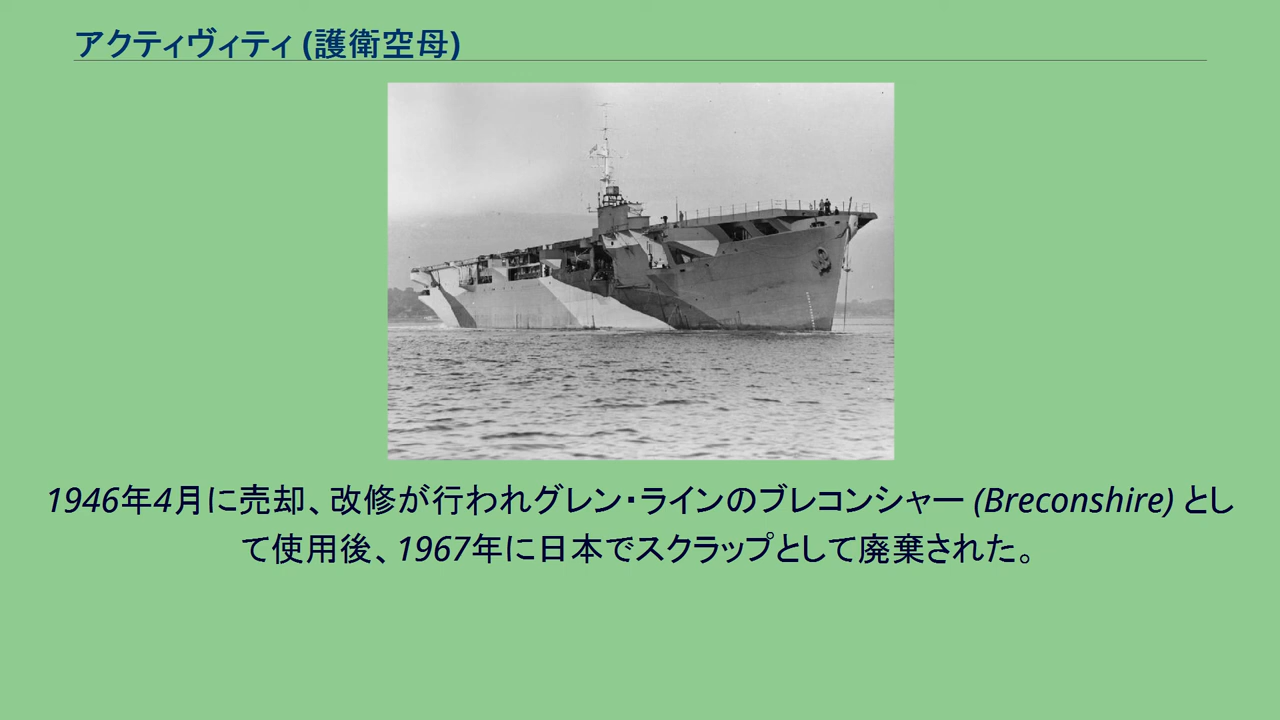 アクティヴィティ (護衛空母)
1946年4月に売却、改修が行われグレン・ラインのブレコンシャー (Breconshire) とし
て使用後、1967年に日本でスクラップとして廃棄された。